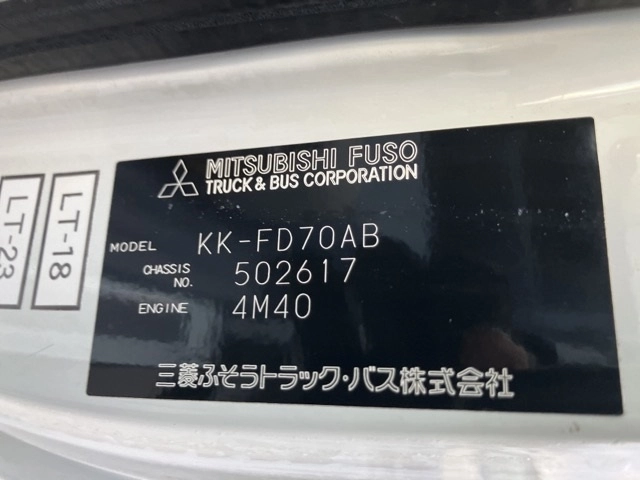 MITSUBISHI FUSO
TRUCK & BUS CORPORATION
MODEL KK-FD70AB
CHASSIS NO. 502617
ENGINE 4M40
三菱ふそうトラック・バス株式会社
LT-23
LT-18